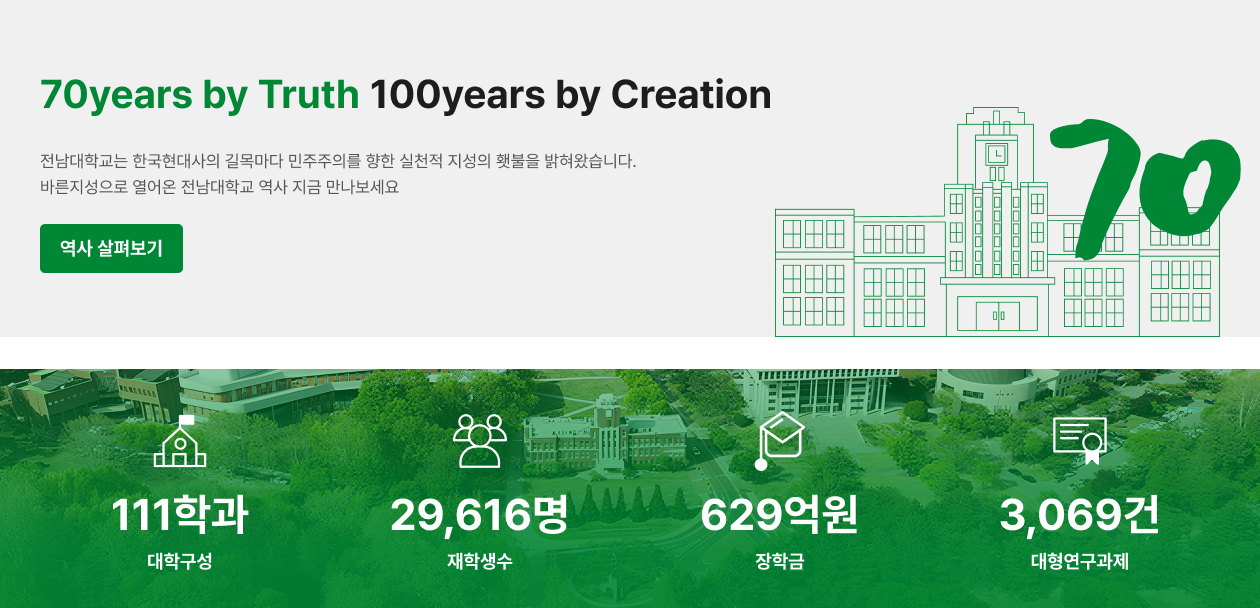 70years by Truth 100years by Creation
전남대학교는 한국현대사의 길목마다 민주주의를 향한 실천적 지성의 횃불을 밝혀왔습니다.
바른지성으로 열어온 전남대학교 역사 지금 만나보세요
역사 살펴보기
70
111학과
29,616명
629억원
3,069건
대학구성
재학생수
장학금
대형연구과제